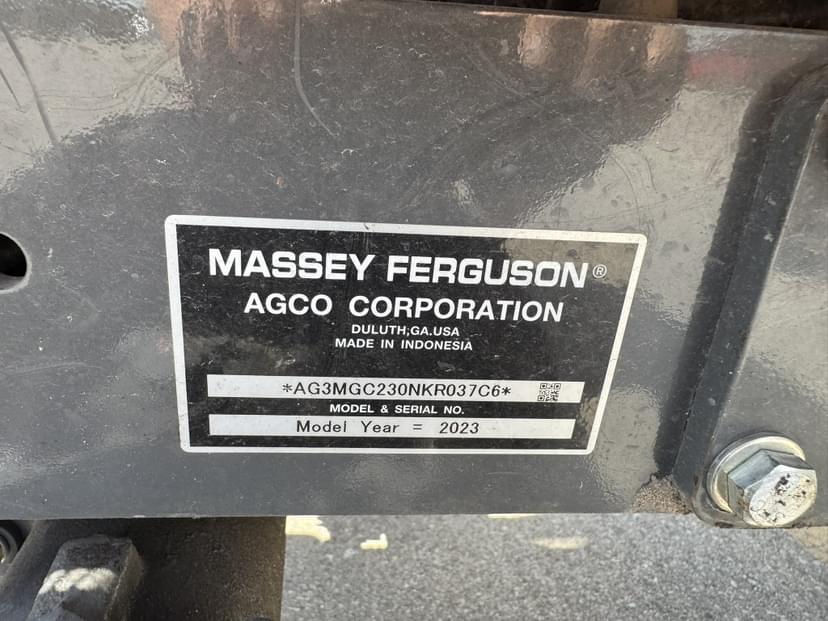 MASSEY FERGUSON®
AGCO CORPORATION
DULUTH,GA.USA
MADE IN INDONESIA
*AG3MGC230NKR037C6*
MODEL & SERIAL NO.
Model Year = 2023